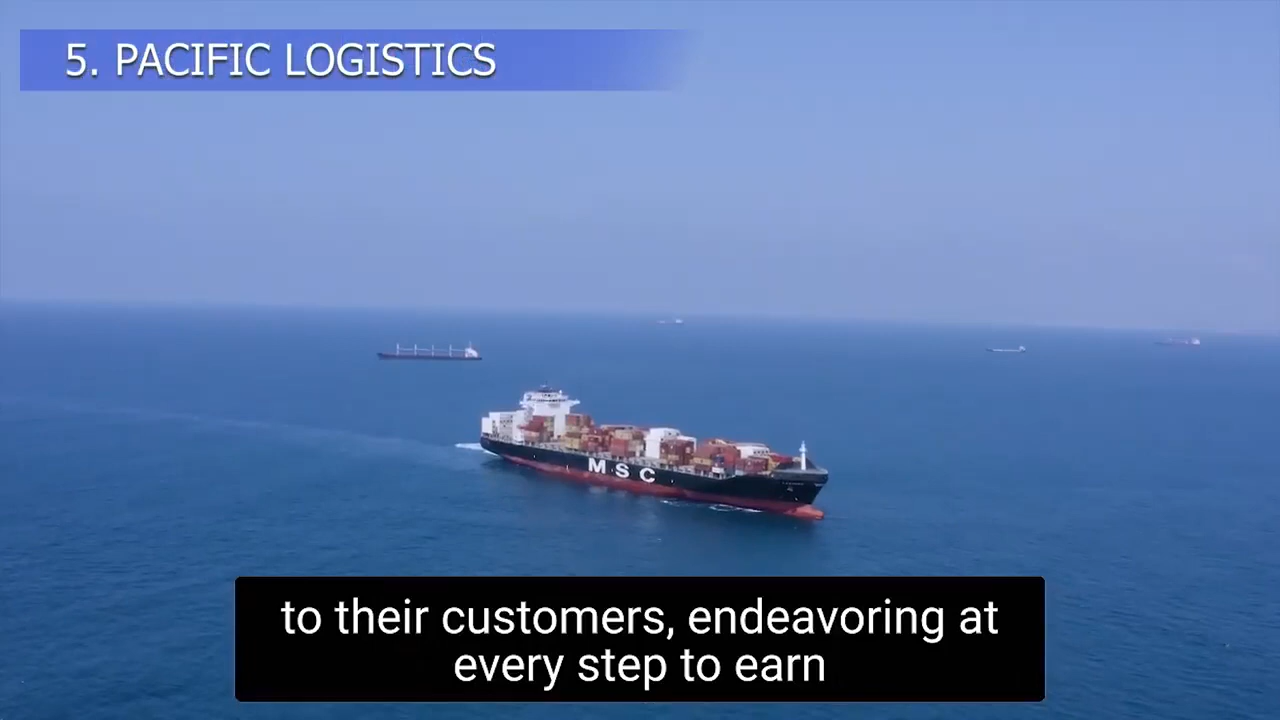 5. PACIFIC LOGISTICS
MSC
to their customers, endeavoring at
every step to earn